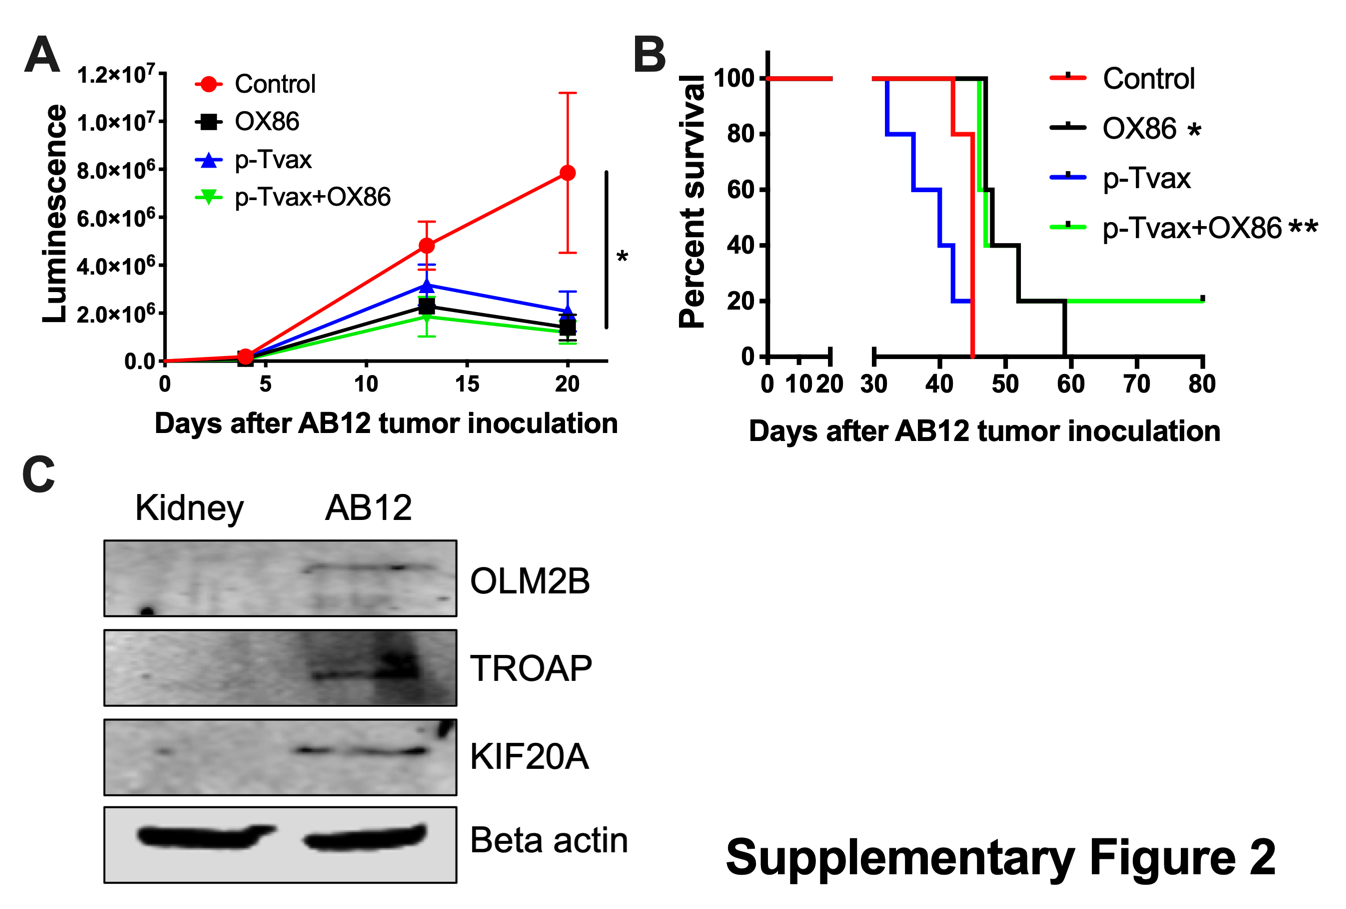 A
1.2×10⁷
1.0×10⁷
8.0×10⁶
6.0×10⁶
4.0×10⁶
2.0×10⁶
0.0
Luminescence
Control
OX86
p-Tvax
p-Tvax+OX86
*
0 5 10 15 20
Days after AB12 tumor inoculation
B
100
80
60
40
20
0
Percent survival
Control
OX86 *
p-Tvax
p-Tvax+OX86 **
0 10 20 30 40 50 60 70 80
Days after AB12 tumor inoculation
C
Kidney AB12
OLM2B
TROAP
KIF20A
Beta actin
Supplementary Figure 2